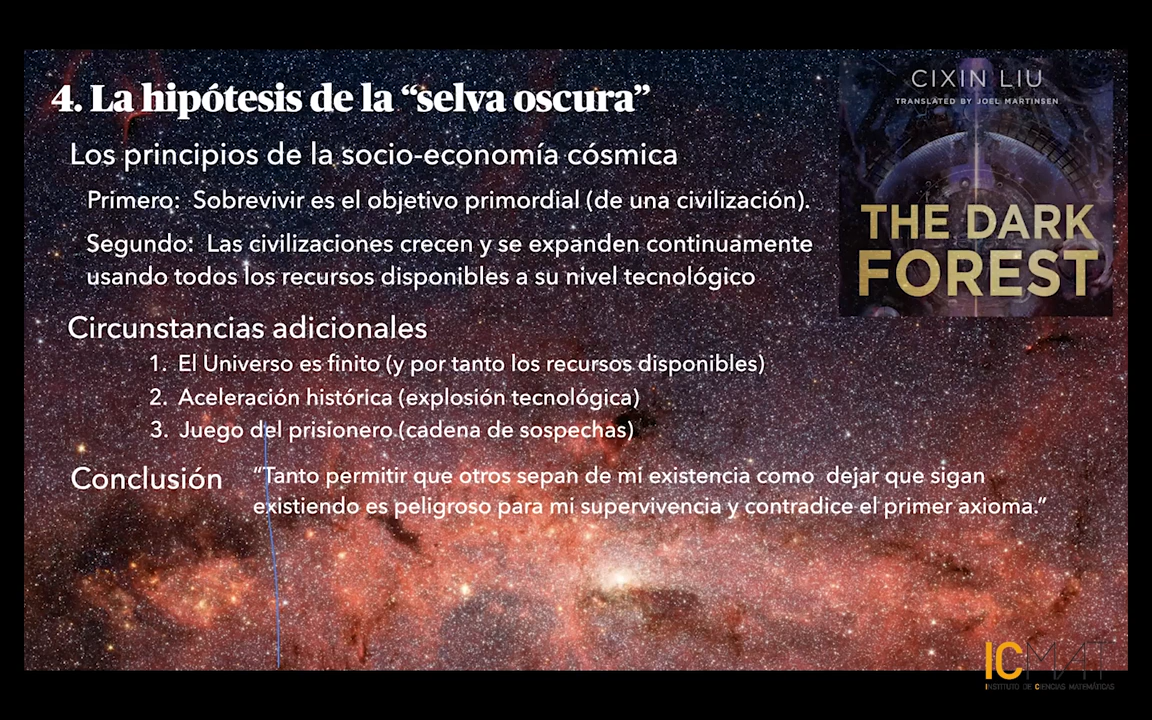 4. La hipótesis de la “selva oscura”
CIXIN LIU
TRANSLATED BY JOEL MARTINSEN
THE DARK
FOREST
Los principios de la socio-economía cósmica
Primero: Sobrevivir es el objetivo primordial (de una civilización).
Segundo: Las civilizaciones crecen y se expanden continuamente
usando todos los recursos disponibles a su nivel tecnológico
Circunstancias adicionales
1. El Universo es finito (y por tanto los recursos disponibles)
2. Aceleración histórica (explosión tecnológica)
3. Juego del prisionero (cadena de sospechas)
Conclusión
“Tanto permitir que otros sepan de mi existencia como dejar que sigan
existiendo es peligroso para mi supervivencia y contradice el primer axioma.”
ICMAT
INSTITUTO DE CIENCIAS MATEMÁTICAS